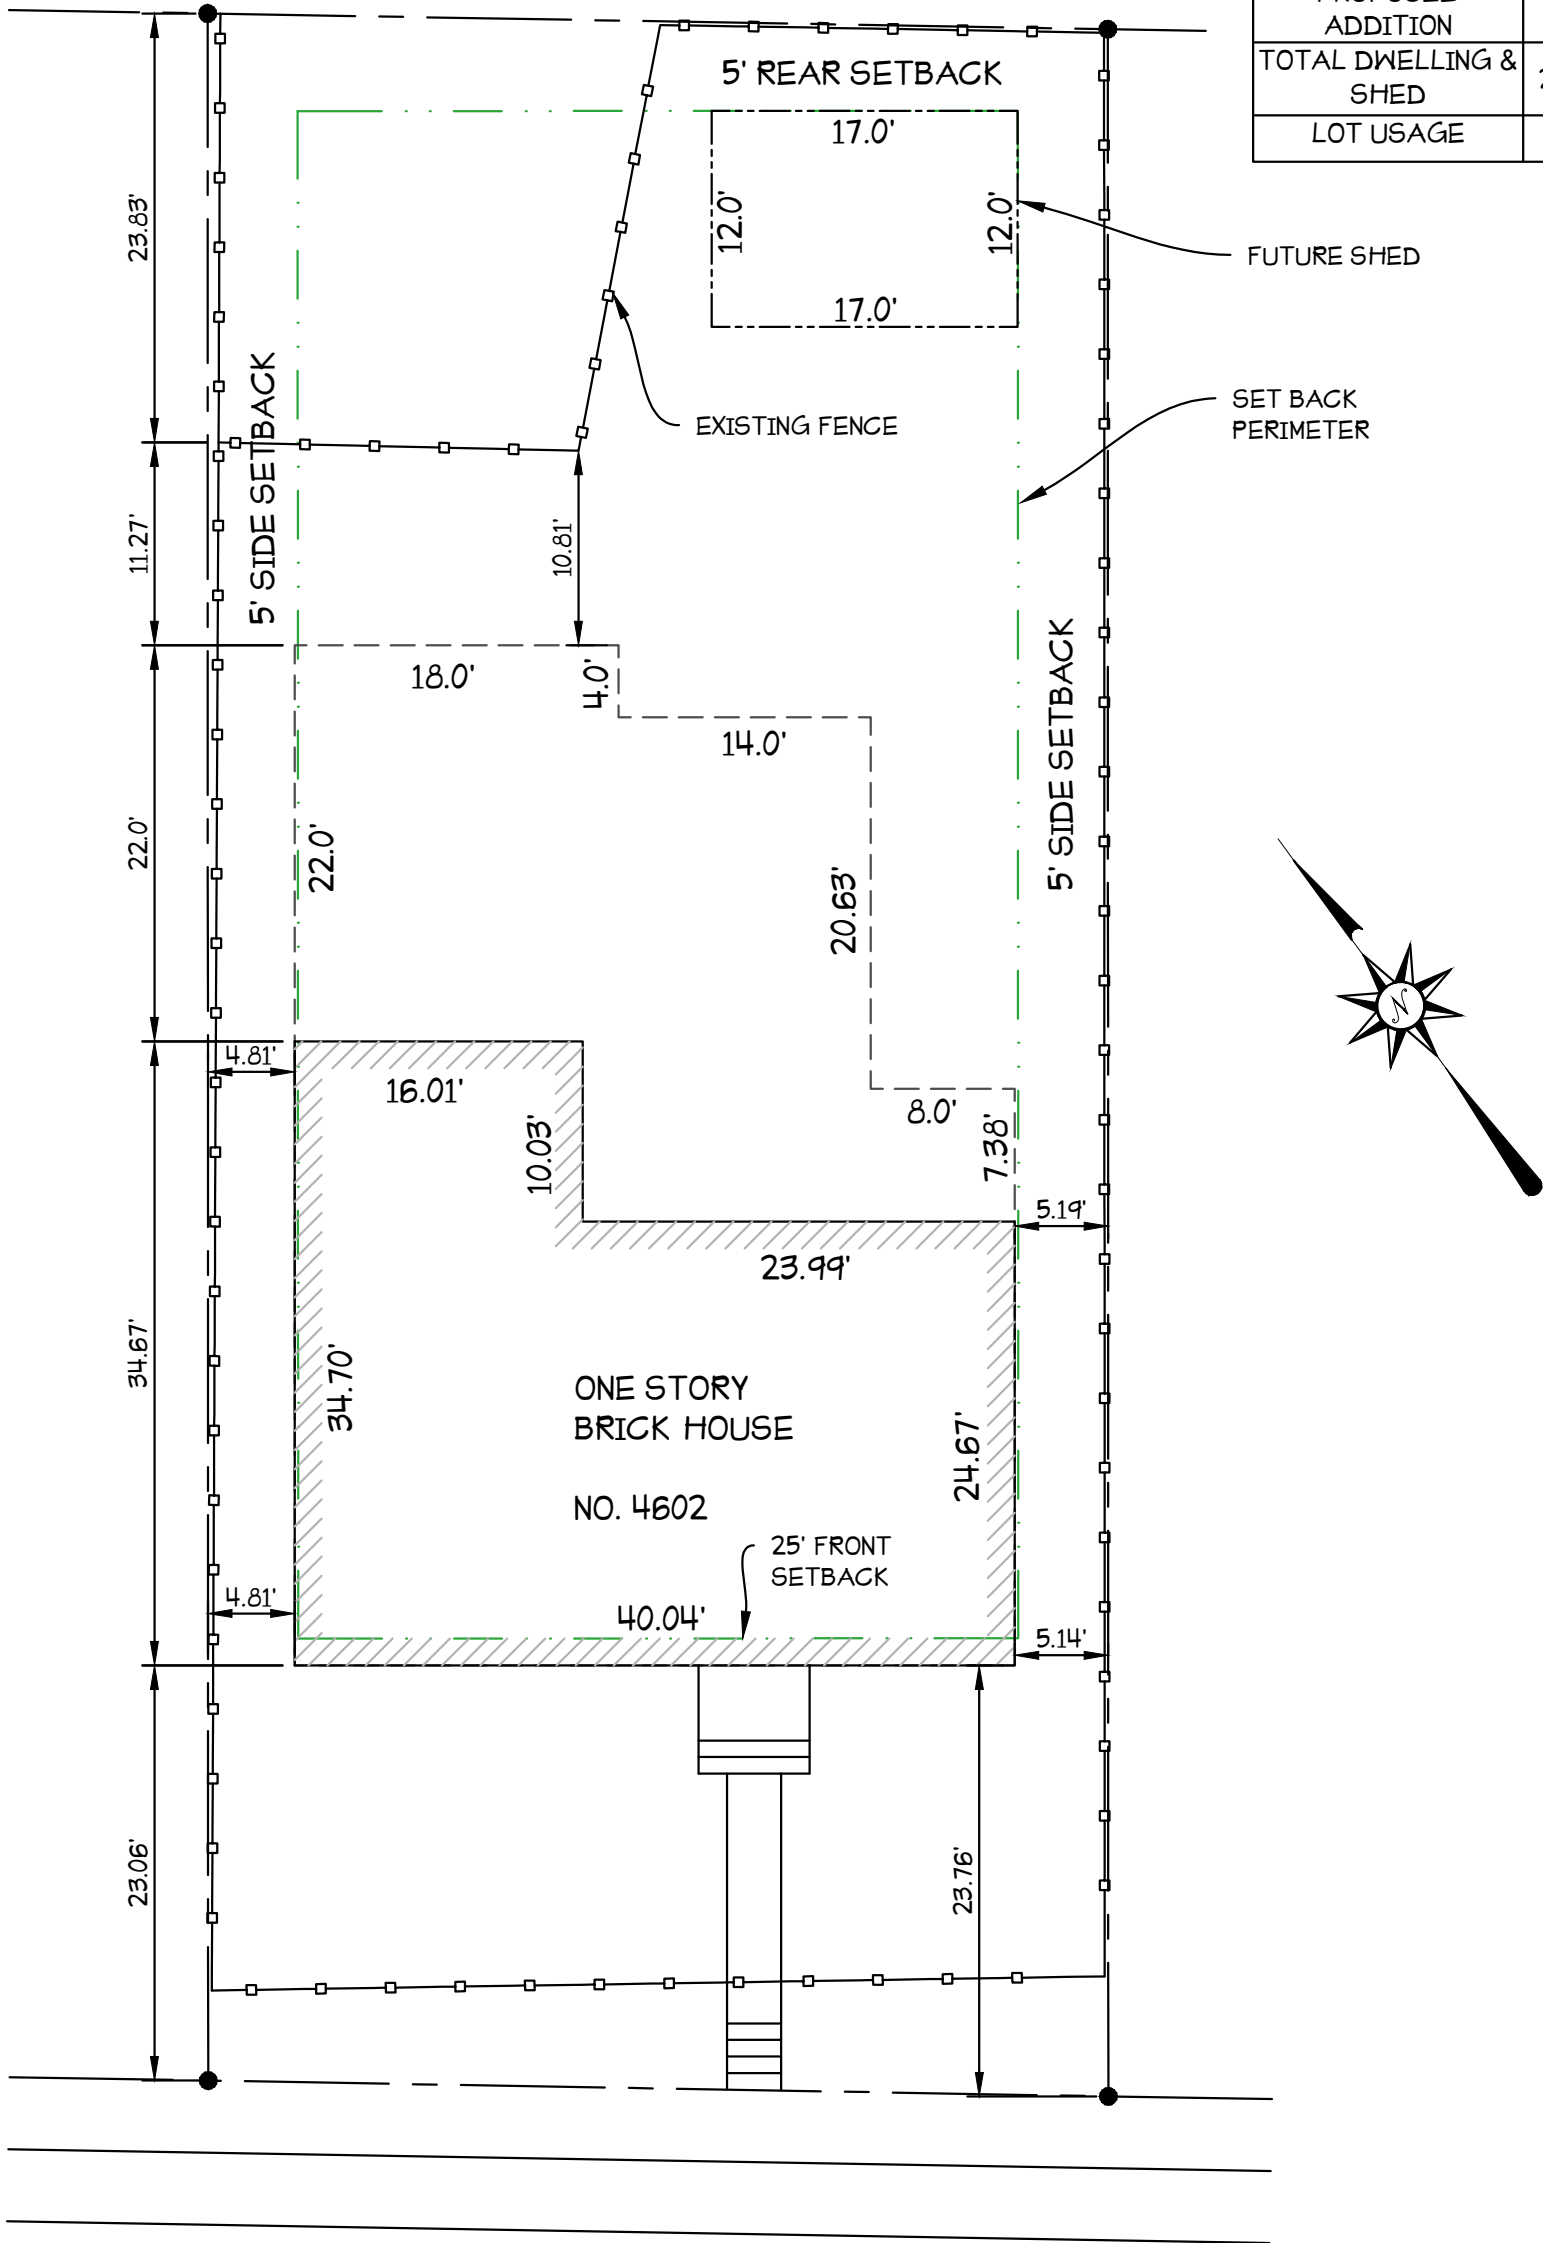 ADDITION
TOTAL DWELLING &
SHED
LOT USAGE
5' REAR SETBACK
17.0'
12.0'
12.0'
17.0'
FUTURE SHED
23.83'
EXISTING FENCE
SET BACK
PERIMETER
5' SIDE SETBACK
11.27'
10.81'
18.0'
4.0'
14.0'
5' SIDE SETBACK
22.0'
22.0'
20.63'
N
4.81'
16.01'
10.03'
8.0'
7.38'
5.19'
23.99'
34.67'
34.70'
ONE STORY
BRICK HOUSE
NO. 4602
24.67'
25' FRONT
SETBACK
4.81'
40.04'
5.14'
23.06'
23.76'